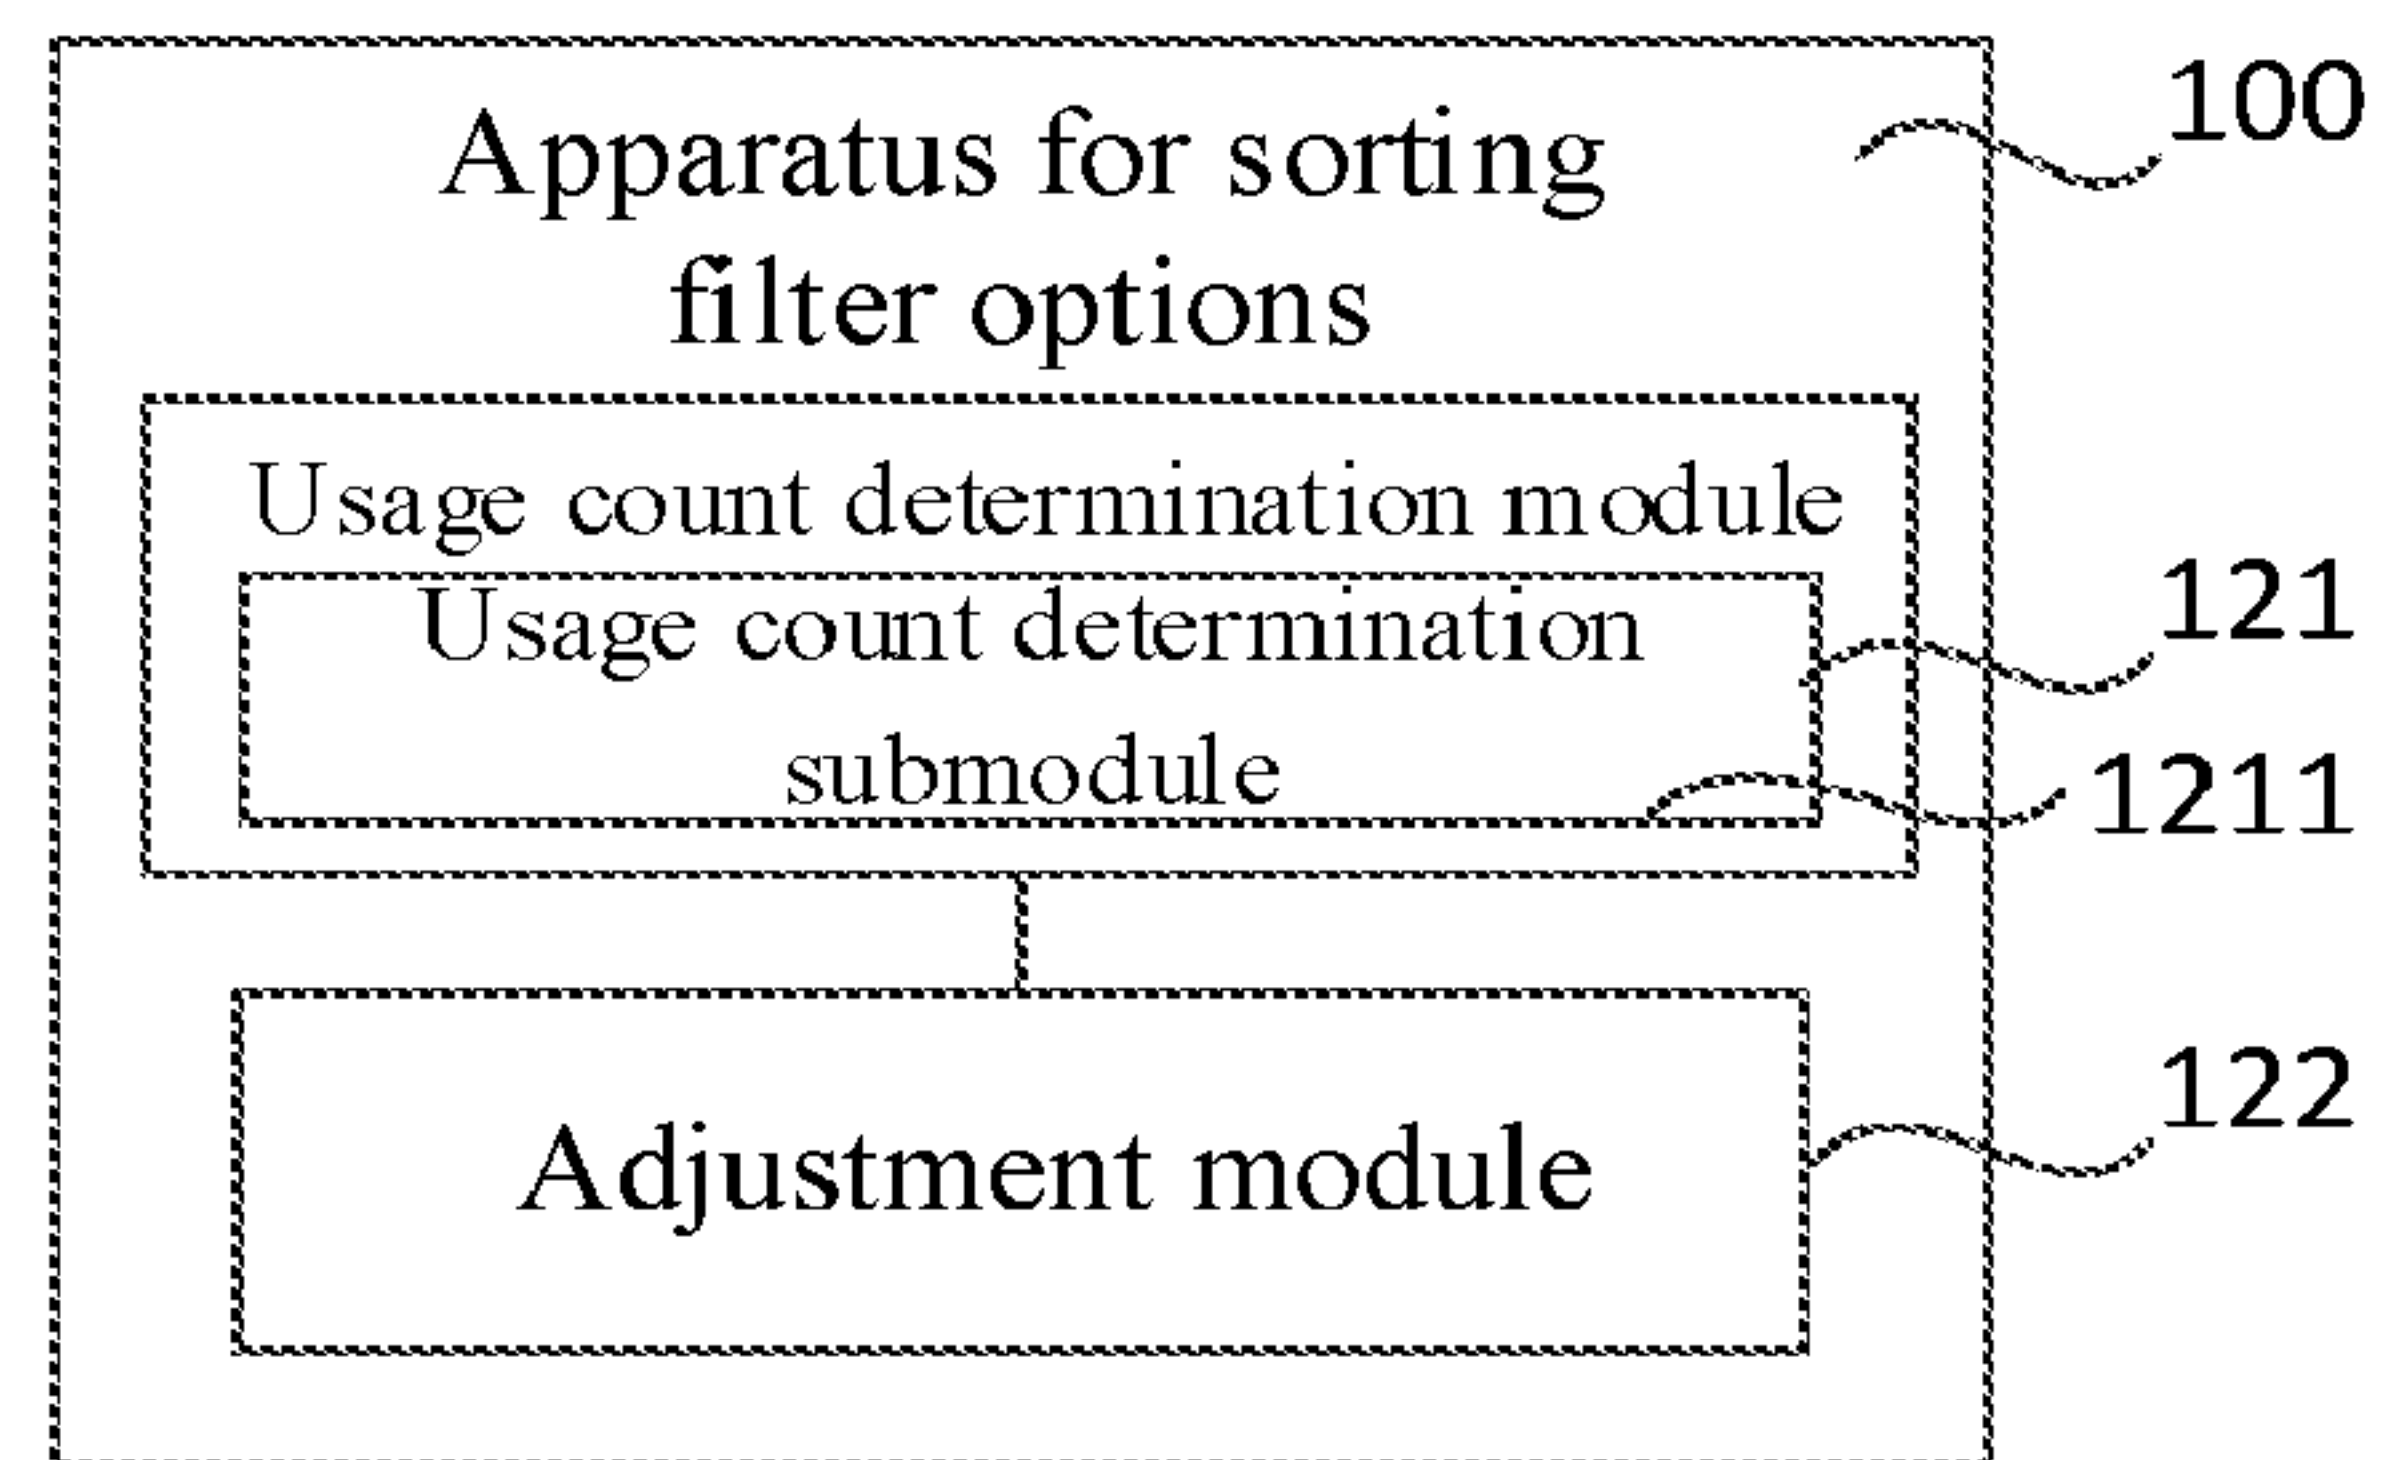 Apparatus for sorting
100
filter options
Usage count determination module
121
Usage count determination
submodule
1211
Adjustment module
122